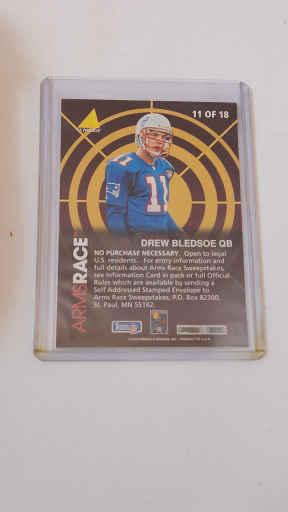 PINNACLE
11 OF 18
11
ARMS RACE
DREW BLEDSOE QB
NO PURCHASE NECESSARY. Open to legal
U.S. residents. For entry information and
full details about Arms Race Sweepstakes,
see Information Card in pack or full Official
Rules which are available by sending a
Self Addressed Stamped Envelope to
Arms Race Sweepstakes, P.O. Box 82300,
St. Paul, MN 55182.